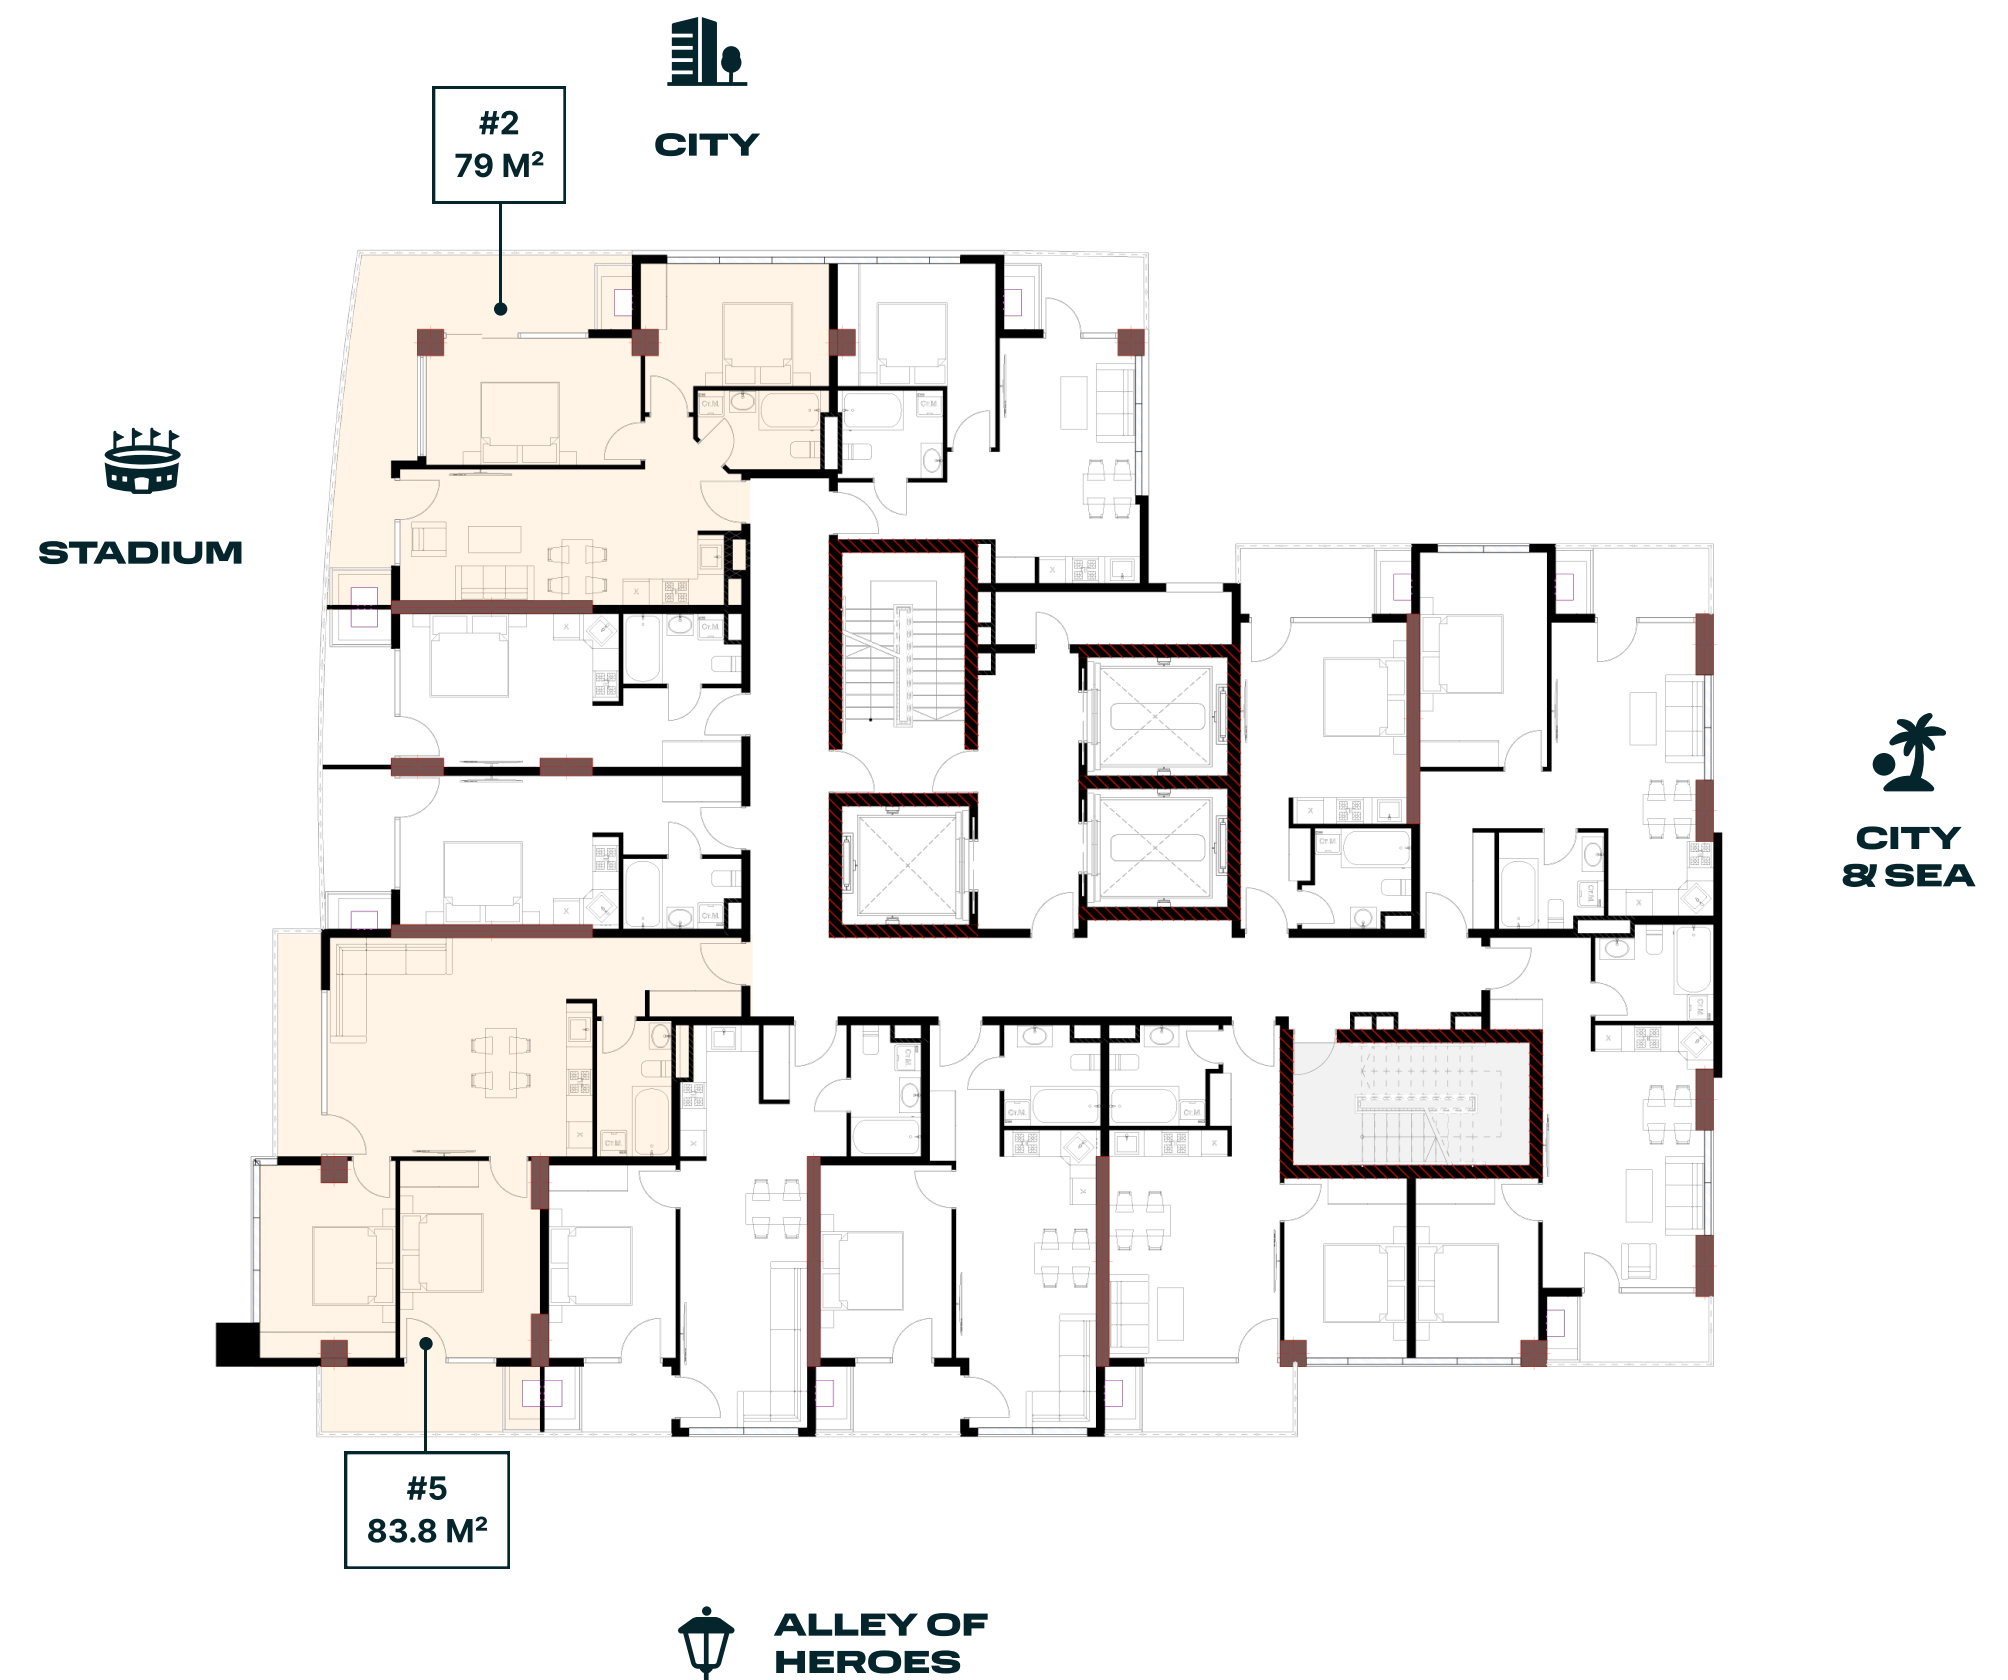 CITY
#2
79 M²
STADIUM
CITY
& SEA
#5
83.8 M²
ALLEY OF
HEROES